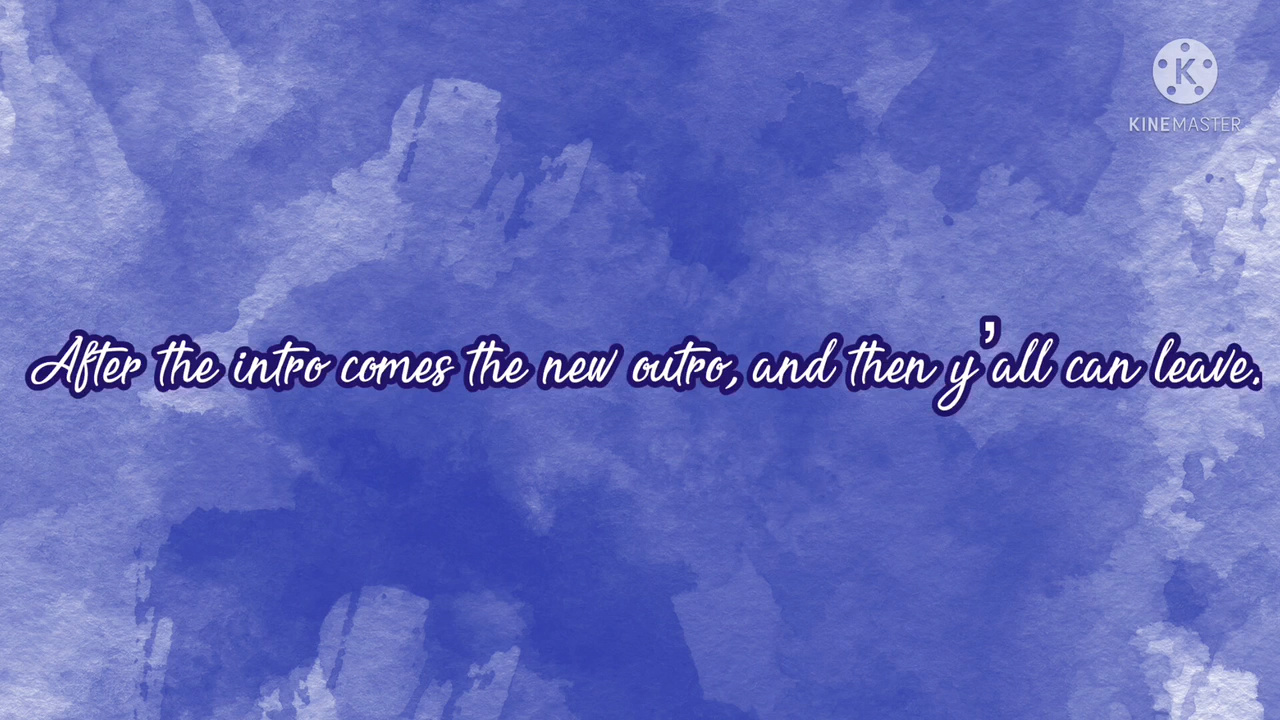 K
KINEMASTER
After the intro comes the new outro, and then y'all can leave.